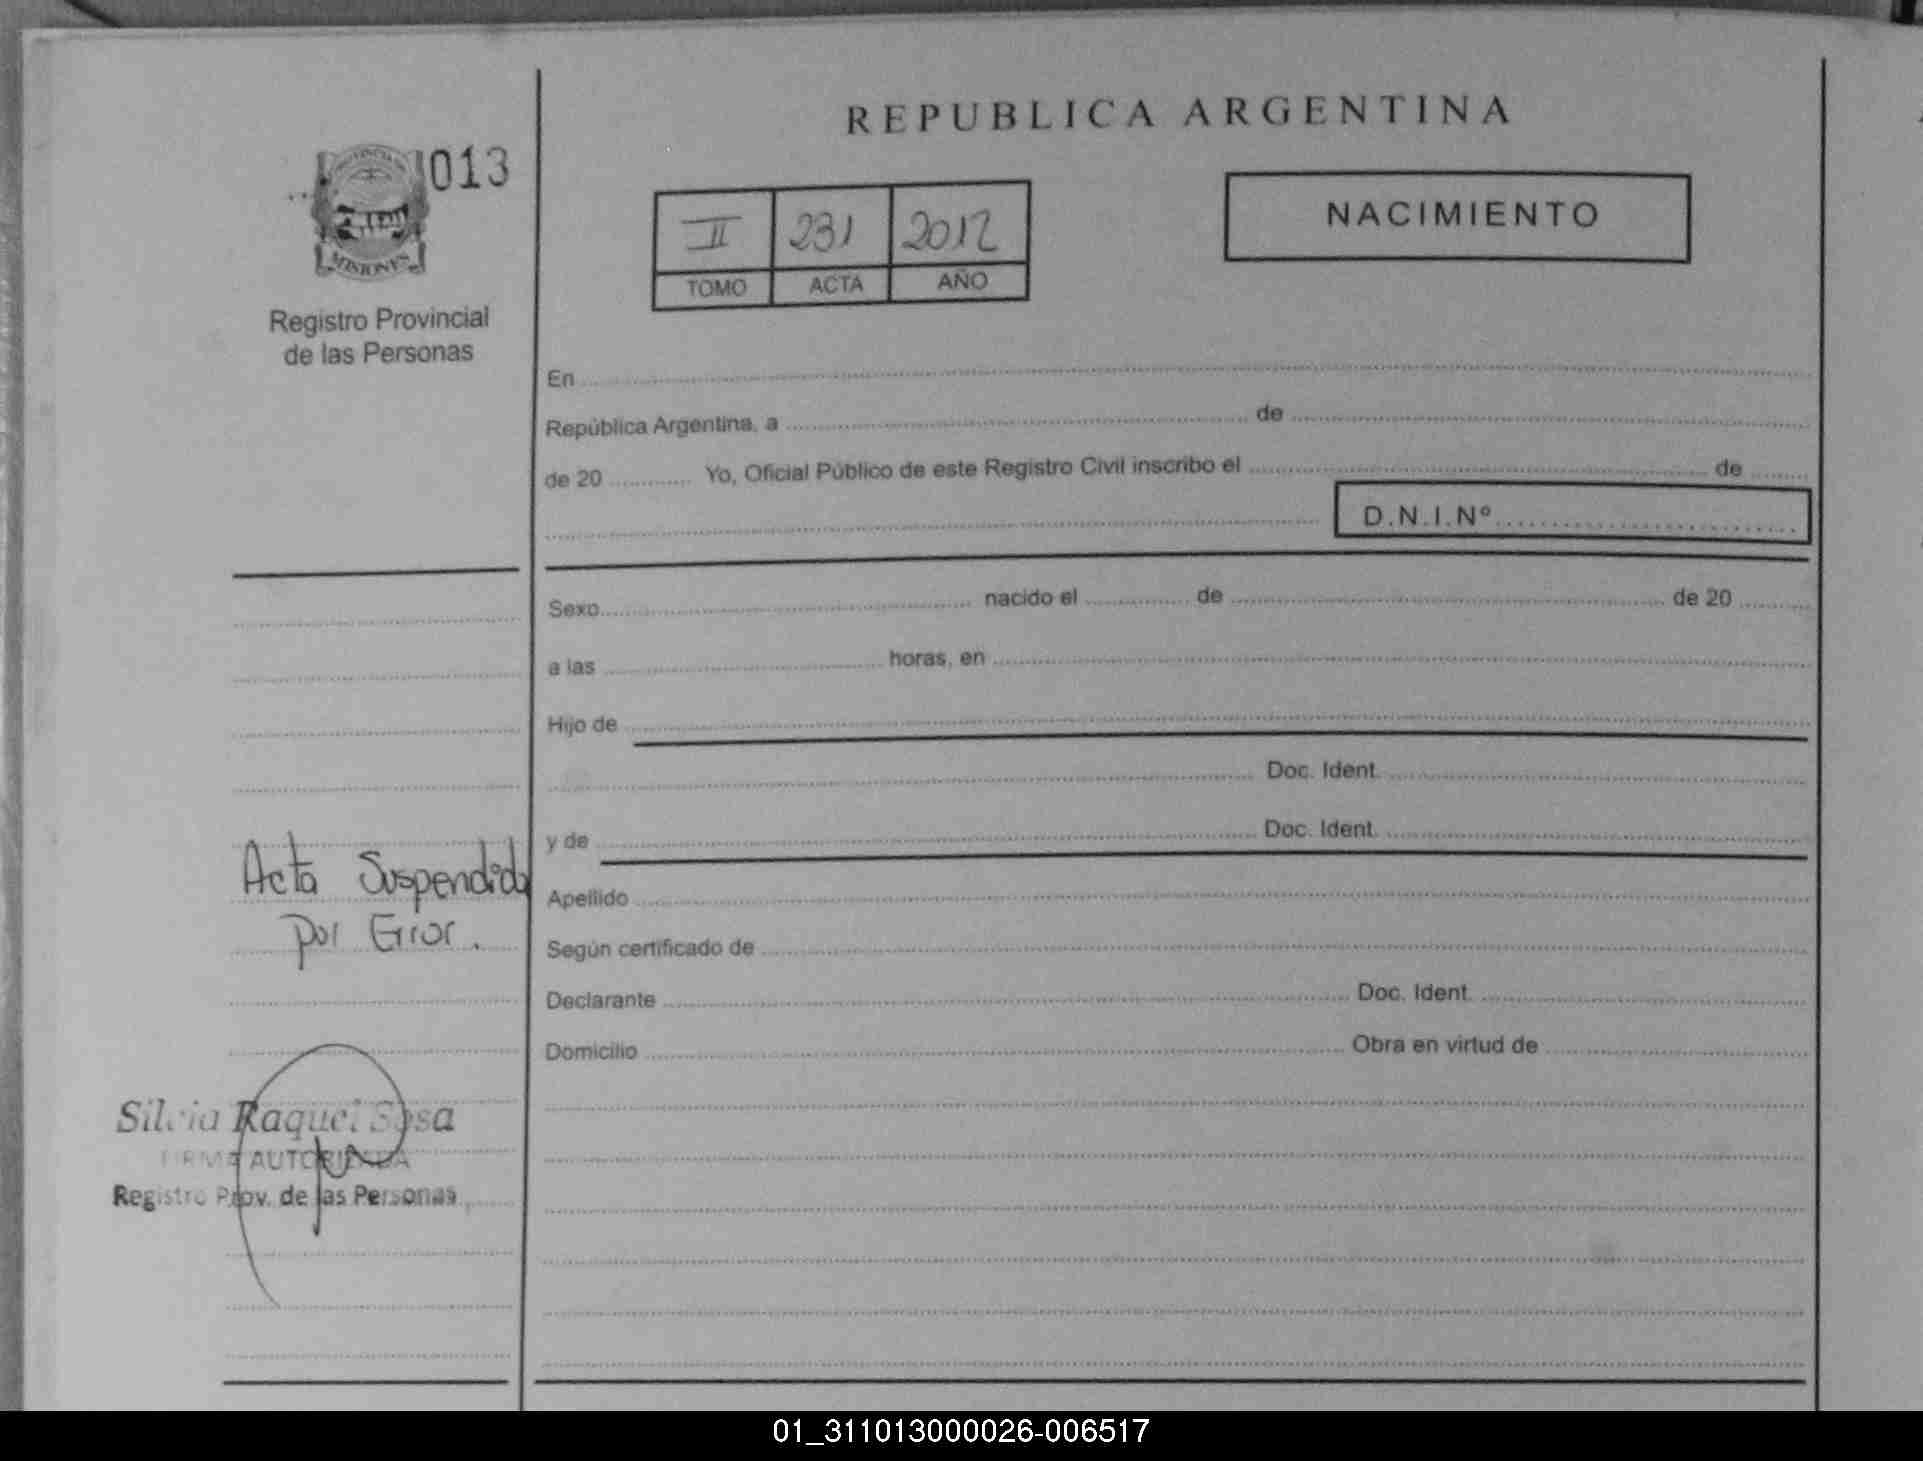 REPUBLICA ARGENTINA
013
PROVINCIA DE
MISIONES
Registro Provincial
de las Personas
II 231 2012
TOMO ACTA AÑO
NACIMIENTO
En
República Argentina, a de
de 20 Yo, Oficial Público de este Registro Civil inscribo el de
D.N.I.Nº
Sexo nacido el de de 20
a las horas, en
Hijo de
Doc. Ident.
y de Doc. Ident.
Apellido
Según certificado de
Declarante Doc. Ident.
Domicilio Obra en virtud de
Acta Suspendida
por Error.
Silvia Raquel Sosa
FIRMA AUTORIZADA
Registro Prov. de las Personas
01_311013000026-006517